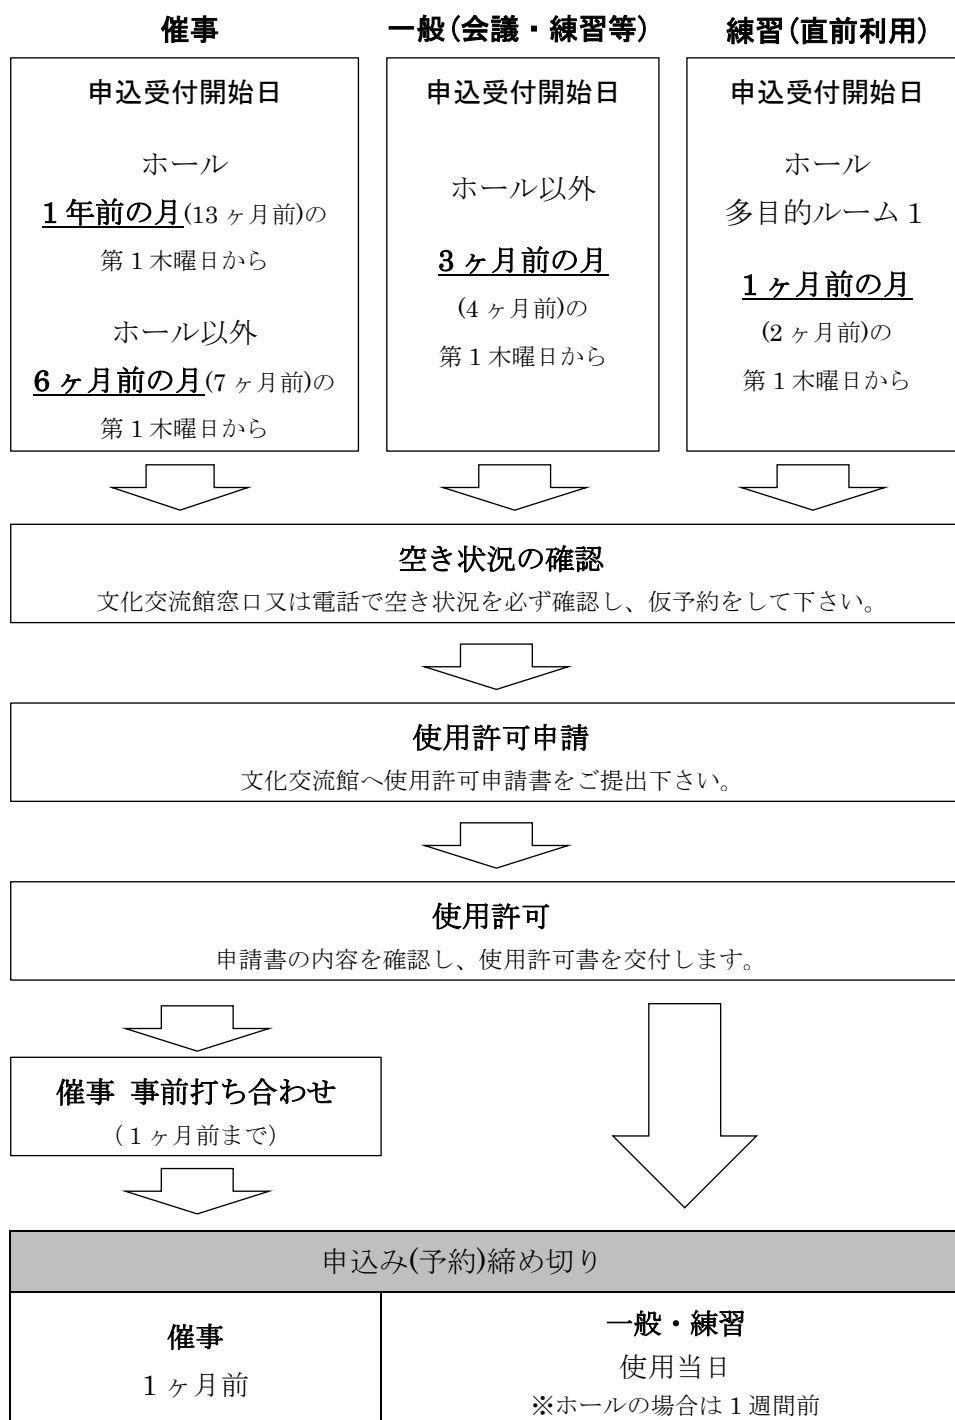 催事
申込受付開始日
ホール
1年前の月(13ヶ月前)の
第1木曜日から
ホール以外
6ヶ月前の月(7ヶ月前)の
第1木曜日から
一般(会議・練習等)
申込受付開始日
ホール以外
3ヶ月前の月
(4ヶ月前)の
第1木曜日から
練習(直前利用)
申込受付開始日
ホール
多目的ルーム1
1ヶ月前の月
(2ヶ月前)の
第1木曜日から
空き状況の確認
文化交流館窓口又は電話で空き状況を必ず確認し、仮予約をして下さい。
使用許可申請
文化交流館へ使用許可申請書をご提出下さい。
使用許可
申請書の内容を確認し、使用許可書を交付します。
催事 事前打ち合わせ
(1ヶ月前まで)
申込み(予約)締め切り
催事
1ヶ月前
一般・練習
使用当日
※ホールの場合は1週間前